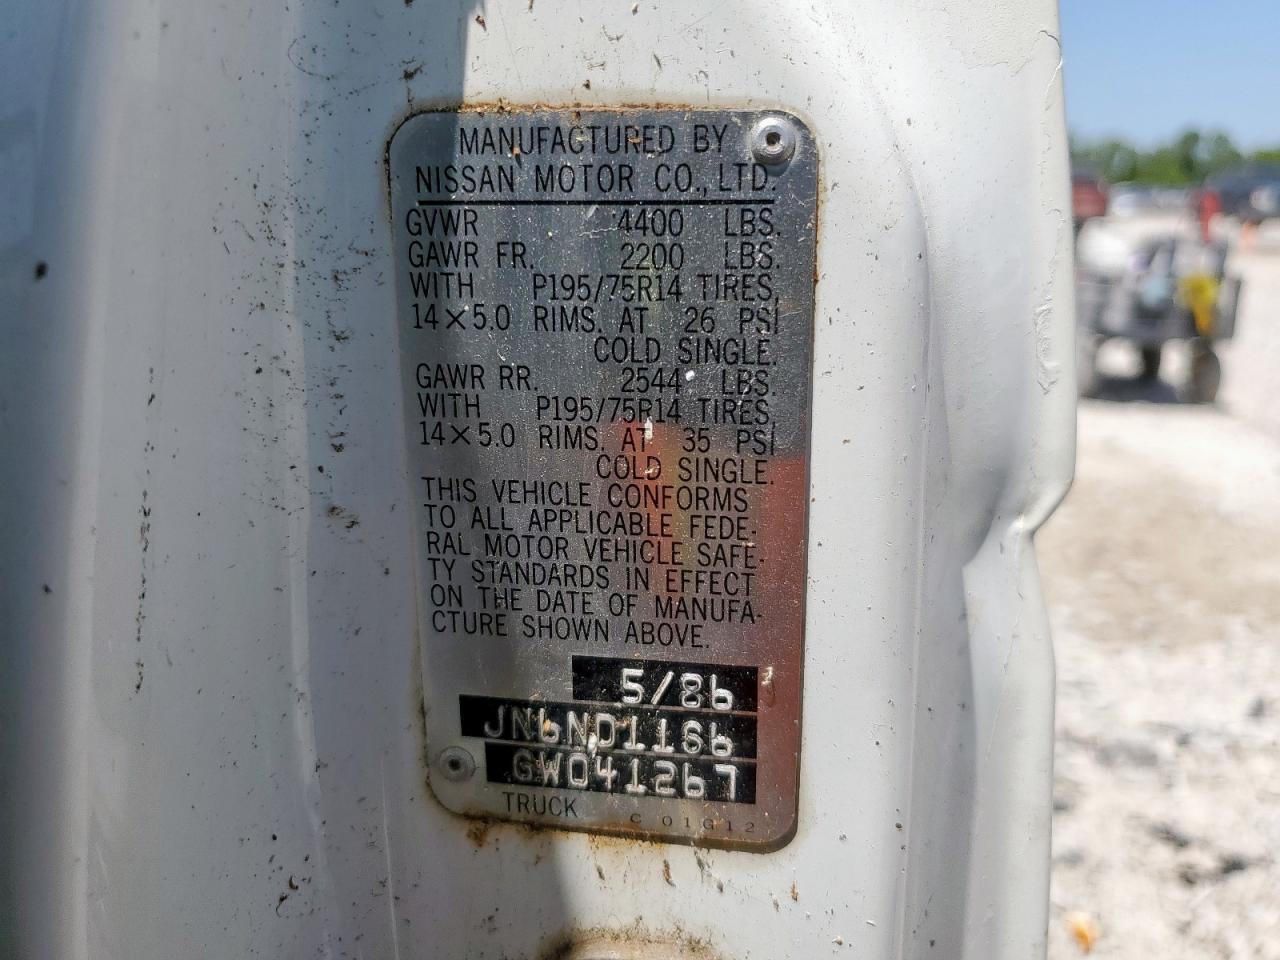 MANUFACTURED BY
NISSAN MOTOR CO., LTD.
GVWR 4400 LBS.
GAWR FR. 2200 LBS.
WITH P195/75R14 TIRES,
14×5.0 RIMS. AT 26 PSI
COLD SINGLE.
GAWR RR. 2544 LBS.
WITH P195/75R14 TIRES,
14×5.0 RIMS. AT 35 PSI
COLD SINGLE.
THIS VEHICLE CONFORMS
TO ALL APPLICABLE FEDE-
RAL MOTOR VEHICLE SAFE-
TY STANDARDS IN EFFECT
ON THE DATE OF MANUFA-
CTURE SHOWN ABOVE.
5/86
JN6ND11S6
GW041267
TRUCK C 01G12